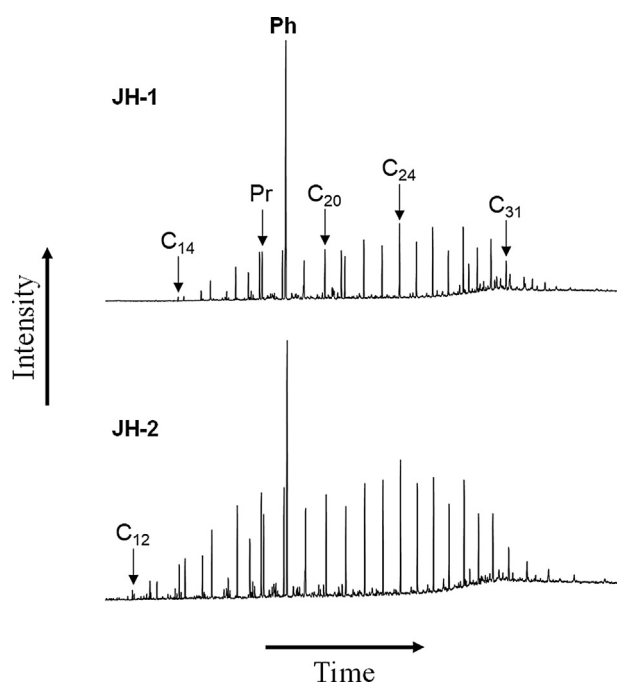 Ph
JH-1
Pr
C₂₀
C₂₄
C₃₁
C₁₄
Intensity
JH-2
C₁₂
Time